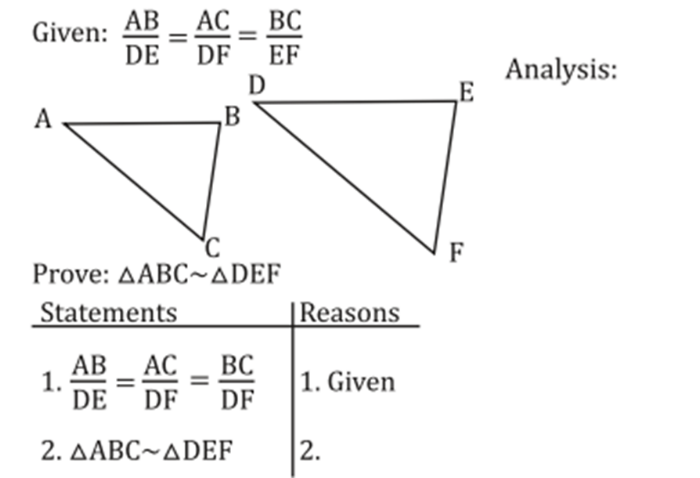 Given: AB/DE = AC/DF = BC/EF
Analysis:
D
E
A
B
C
F
Prove: △ABC~△DEF
Statements Reasons
1. AB/DE = AC/DF = BC/DF 1. Given
2. △ABC~△DEF 2.